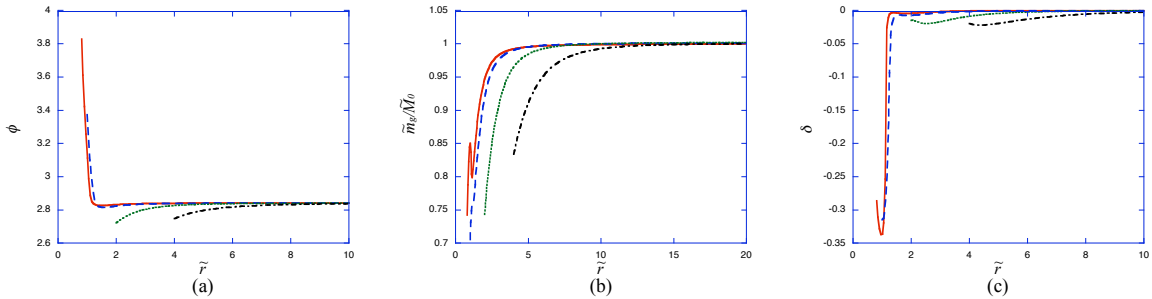 4
3.8
3.6
3.4
3.2
3
2.8
2.6
ϕ
0 2 4 6 8 10
r̃
(a)
1.05
1
0.95
0.9
0.85
0.8
0.75
0.7
m̃g/M̃0
0 5 10 15 20
r̃
(b)
0
-0.05
-0.1
-0.15
-0.2
-0.25
-0.3
-0.35
δ
0 2 4 6 8 10
r̃
(c)